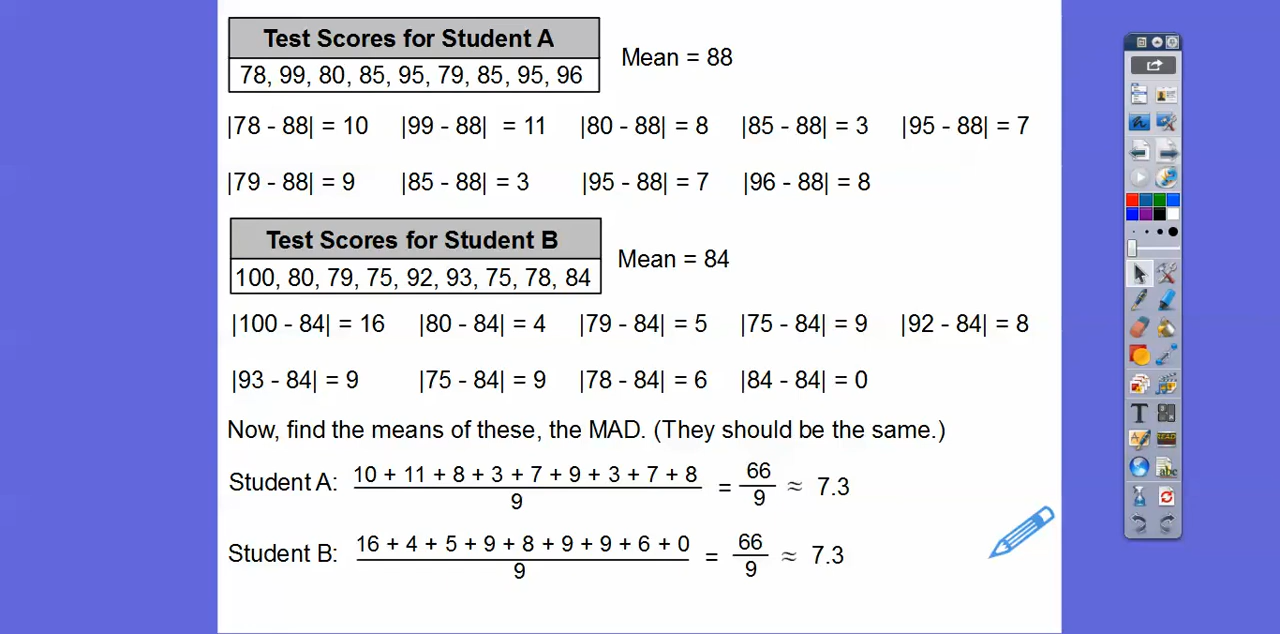 Test Scores for Student A
78, 99, 80, 85, 95, 79, 85, 95, 96
Mean = 88
|78 - 88| = 10 |99 - 88| = 11 |80 - 88| = 8 |85 - 88| = 3 |95 - 88| = 7
|79 - 88| = 9 |85 - 88| = 3 |95 - 88| = 7 |96 - 88| = 8
Test Scores for Student B
100, 80, 79, 75, 92, 93, 75, 78, 84
Mean = 84
|100 - 84| = 16 |80 - 84| = 4 |79 - 84| = 5 |75 - 84| = 9 |92 - 84| = 8
|93 - 84| = 9 |75 - 84| = 9 |78 - 84| = 6 |84 - 84| = 0
Now, find the means of these, the MAD. (They should be the same.)
Student A: 10 + 11 + 8 + 3 + 7 + 9 + 3 + 7 + 8 / 9 = 66 / 9 ≈ 7.3
Student B: 16 + 4 + 5 + 9 + 8 + 9 + 9 + 6 + 0 / 9 = 66 / 9 ≈ 7.3
T
abc